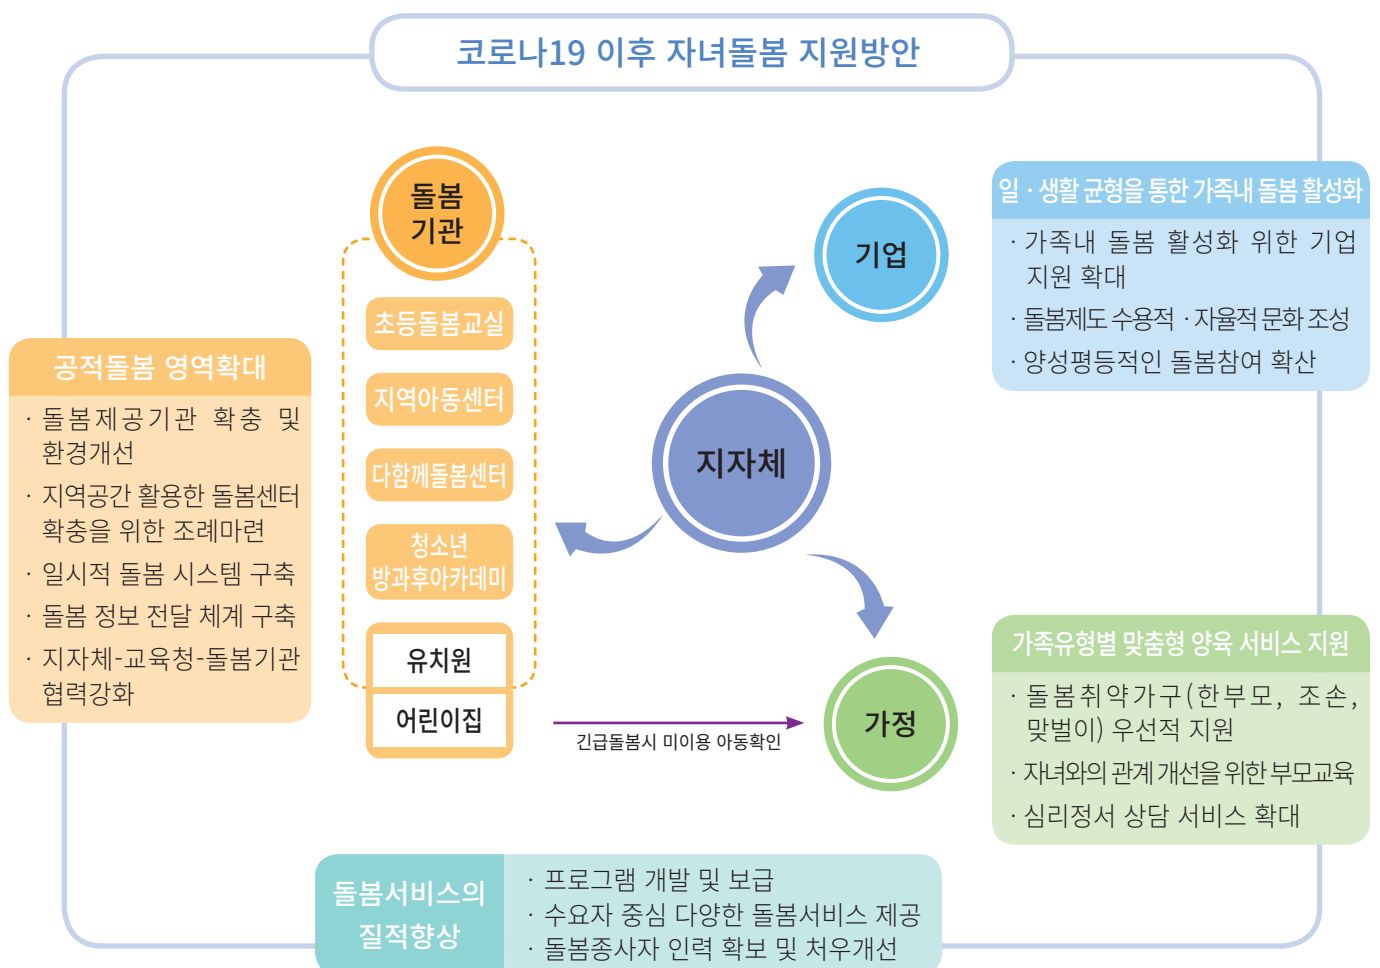 코로나19 이후 자녀돌봄 지원방안
돌봄
기관
초등돌봄교실
지역아동센터
다함께돌봄센터
청소년
방과후아카데미
유치원
어린이집
공적돌봄 영역확대
· 돌봄제공기관 확충 및
환경개선
· 지역공간 활용한 돌봄센터
확충을 위한 조례마련
· 일시적 돌봄 시스템 구축
· 돌봄 정보 전달 체계 구축
· 지자체-교육청-돌봄기관
협력강화
지자체
기업
일 · 생활 균형을 통한 가족내 돌봄 활성화
· 가족내 돌봄 활성화 위한 기업
지원 확대
· 돌봄제도 수용적 · 자율적 문화 조성
· 양성평등적인 돌봄참여 확산
긴급돌봄시 미이용 아동확인
가정
가족유형별 맞춤형 양육 서비스 지원
· 돌봄취약가구(한부모, 조손,
맞벌이) 우선적 지원
· 자녀와의 관계 개선을 위한 부모교육
· 심리정서 상담 서비스 확대
돌봄서비스의
질적향상
· 프로그램 개발 및 보급
· 수요자 중심 다양한 돌봄서비스 제공
· 돌봄종사자 인력 확보 및 처우개선